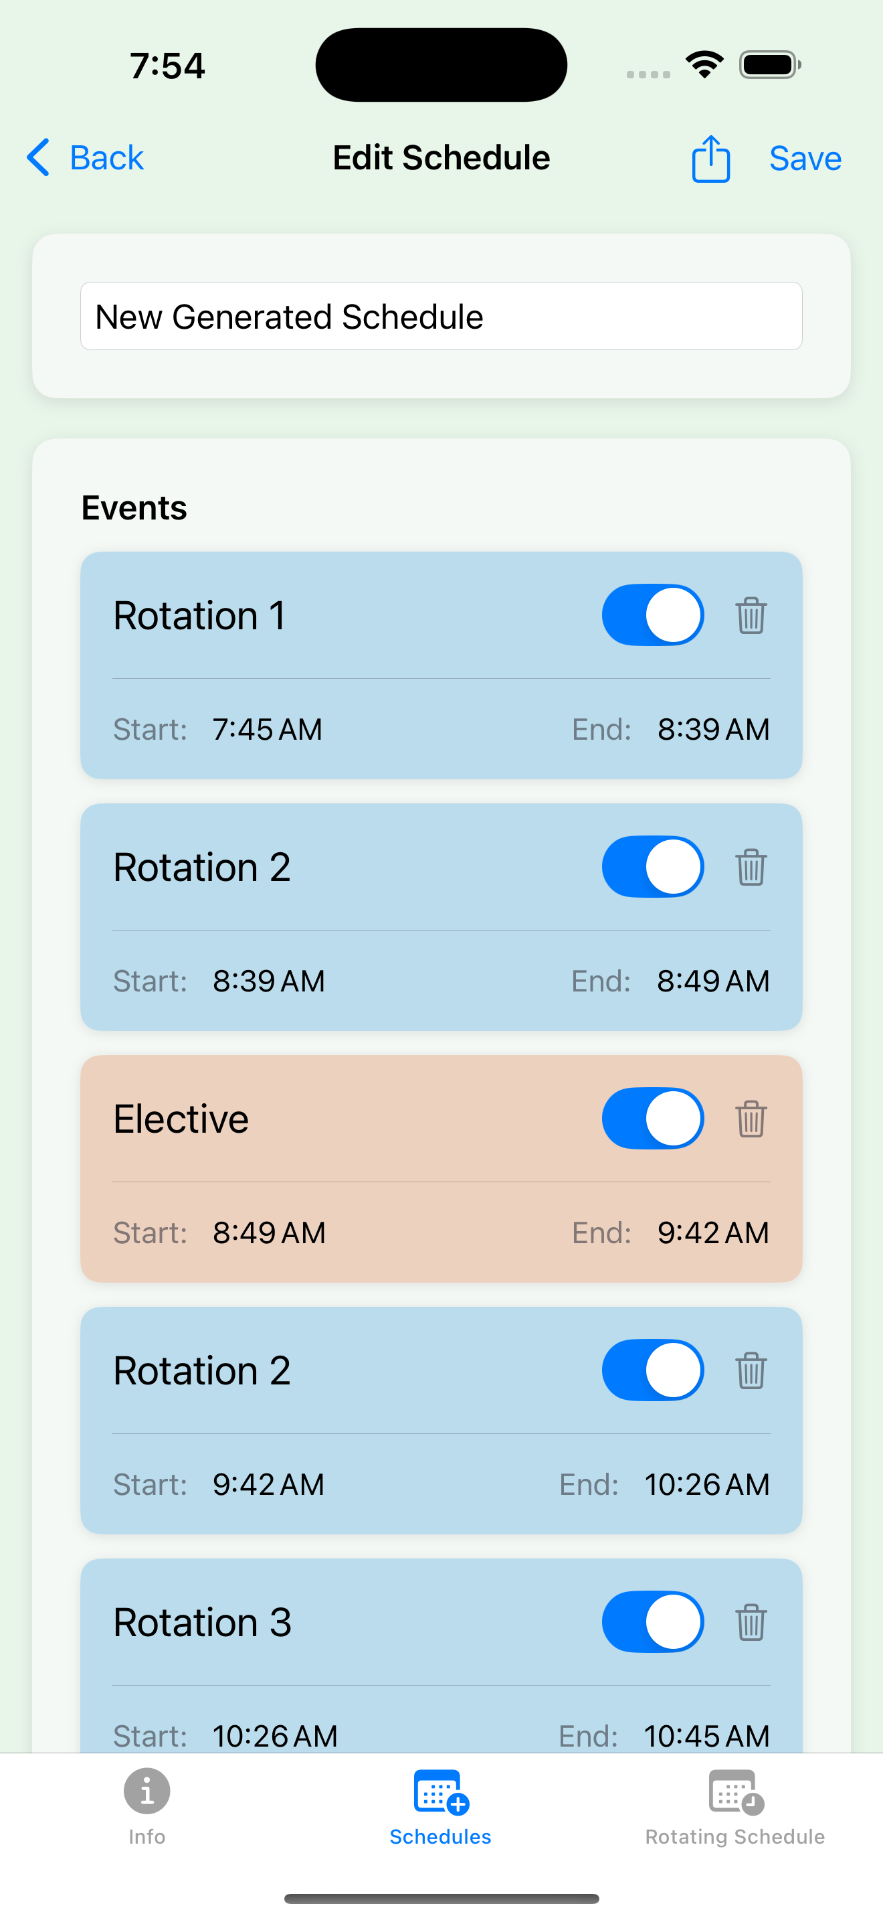 7:54
Back
Edit Schedule
Save
New Generated Schedule
Events
Rotation 1
Start: 7:45 AM End: 8:39 AM
Rotation 2
Start: 8:39 AM End: 8:49 AM
Elective
Start: 8:49 AM End: 9:42 AM
Rotation 2
Start: 9:42 AM End: 10:26 AM
Rotation 3
Start: 10:26 AM End: 10:45 AM
Info
Schedules
Rotating Schedule